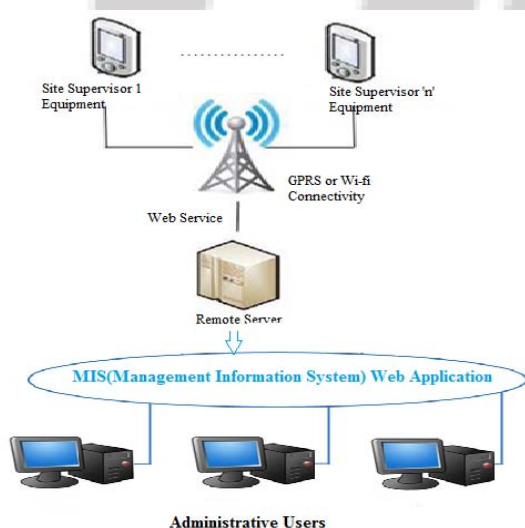 Site Supervisor 1
Equipment
Site Supervisor 'n'
Equipment
GPRS or Wi-fi
Connectivity
Web Service
Remote Server
MIS(Management Information System) Web Application
Administrative Users